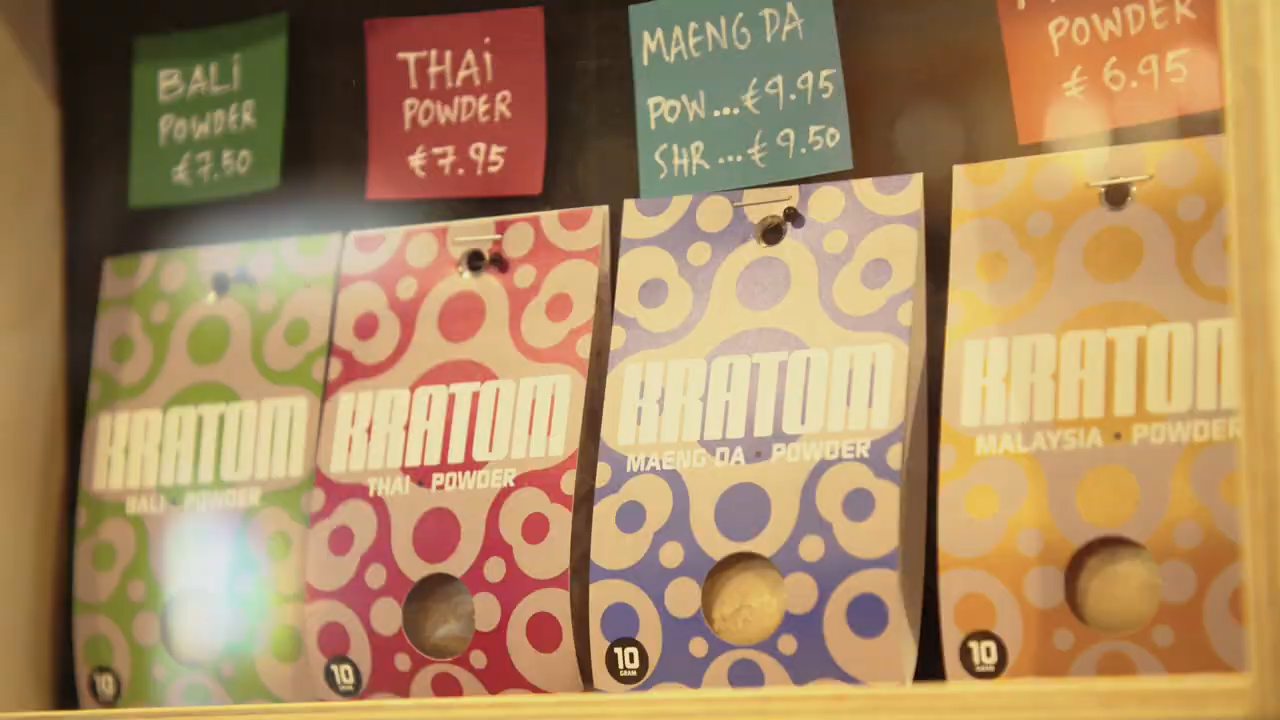 BALi
POWDER
€7.50
THAi
POWDER
€7.95
MAENG DA
POW...€9.95
SHR...€9.50
POWDER
€6.95
KRATOM
BALI • POWDER
10
KRATOM
THAI • POWDER
10
GRAM
KRATOM
MAENG DA • POWDER
10
GRAM
KRATOM
MALAYSIA • POWDER
10
GRAM